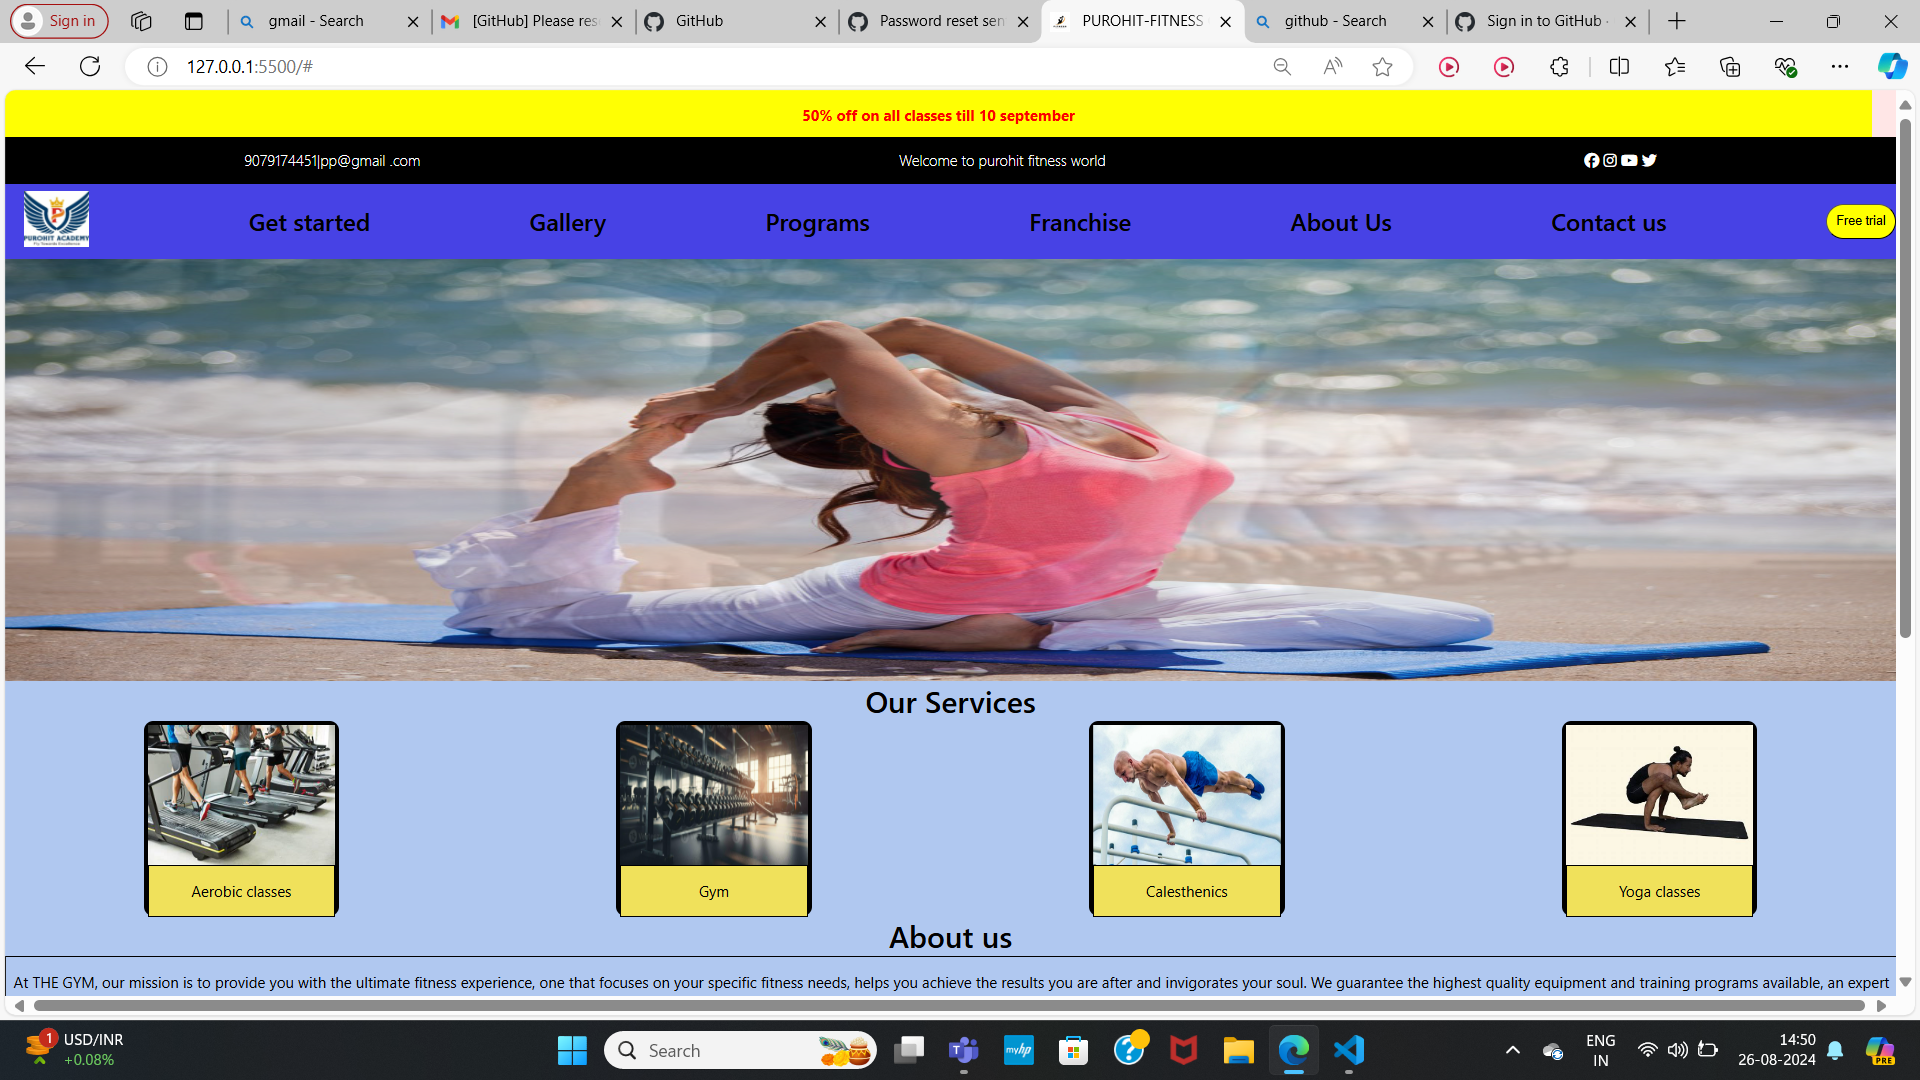 Sign in
gmail - Search
[GitHub] Please res
GitHub
Password reset sen
PUROHIT-FITNESS
github - Search
Sign in to GitHub ·
127.0.0.1:5500/#
50% off on all classes till 10 september
9079174451|pp@gmail .com
Welcome to purohit fitness world
PUROHIT ACADEMY
Get started
Gallery
Programs
Franchise
About Us
Contact us
Free trial
Our Services
Aerobic classes
Gym
Calesthenics
Yoga classes
About us
At THE GYM, our mission is to provide you with the ultimate fitness experience, one that focuses on your specific fitness needs, helps you achieve the results you are after and invigorates your soul. We guarantee the highest quality equipment and training programs available, an expert
1
USD/INR
+0.08%
Search
myhp
ENG
IN
14:50
26-08-2024
PRE